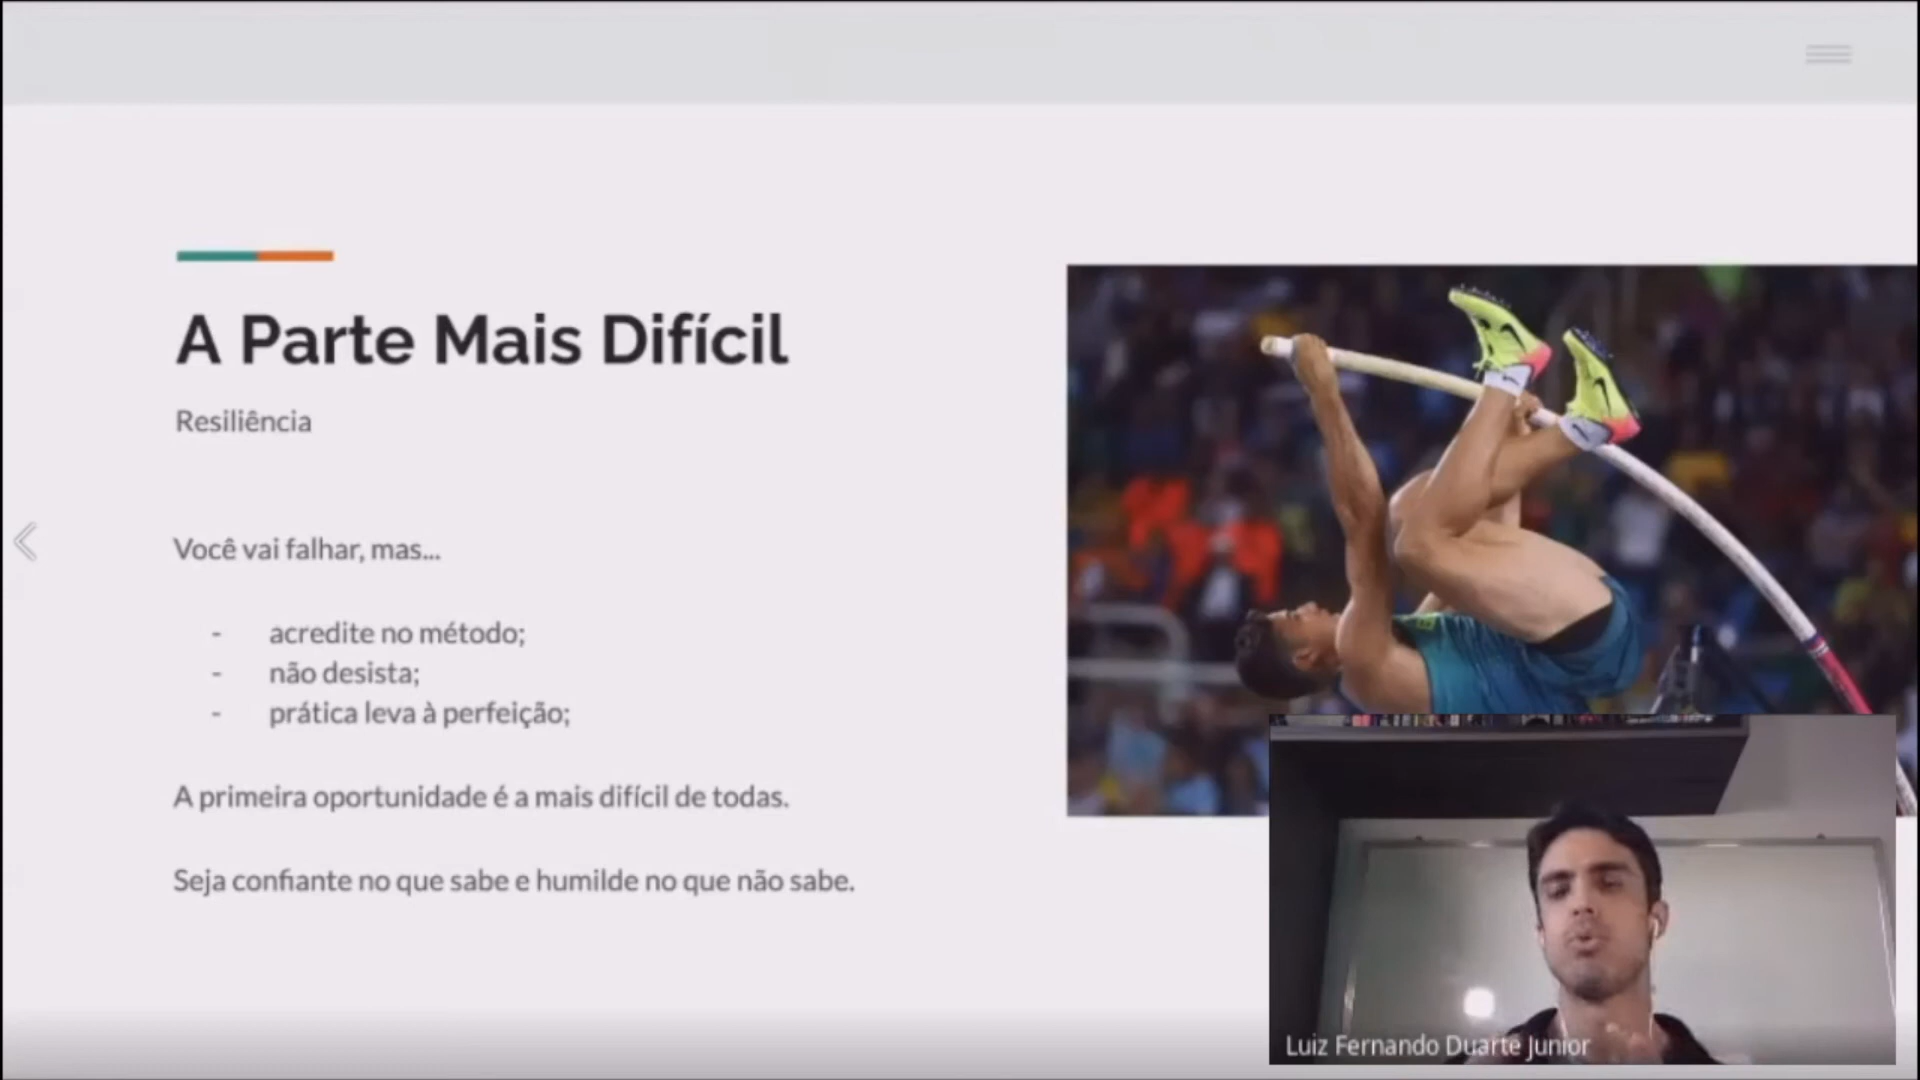 A Parte Mais Difícil
Resiliência
Você vai falhar, mas...
- acredite no método;
- não desista;
- prática leva à perfeição;
A primeira oportunidade é a mais difícil de todas.
Seja confiante no que sabe e humilde no que não sabe.
Luiz Fernando Duarte Junior